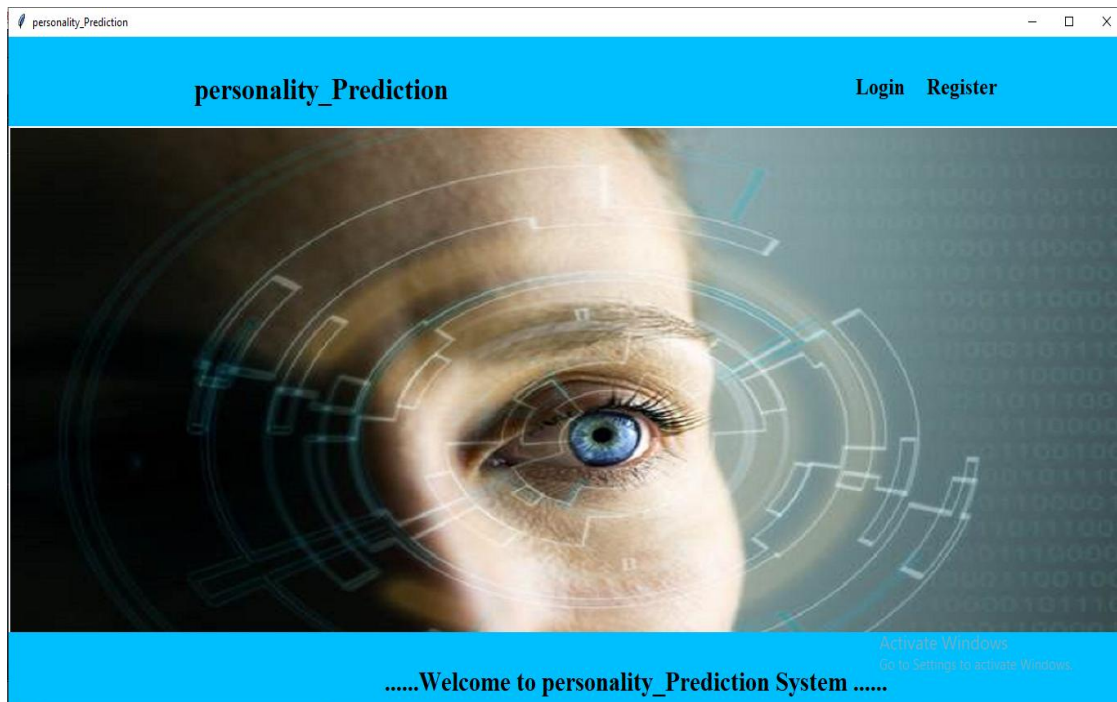 personality_Prediction
personality_Prediction
Login Register
Activate Windows
Go to Settings to activate Windows.
......Welcome to personality_Prediction System ......